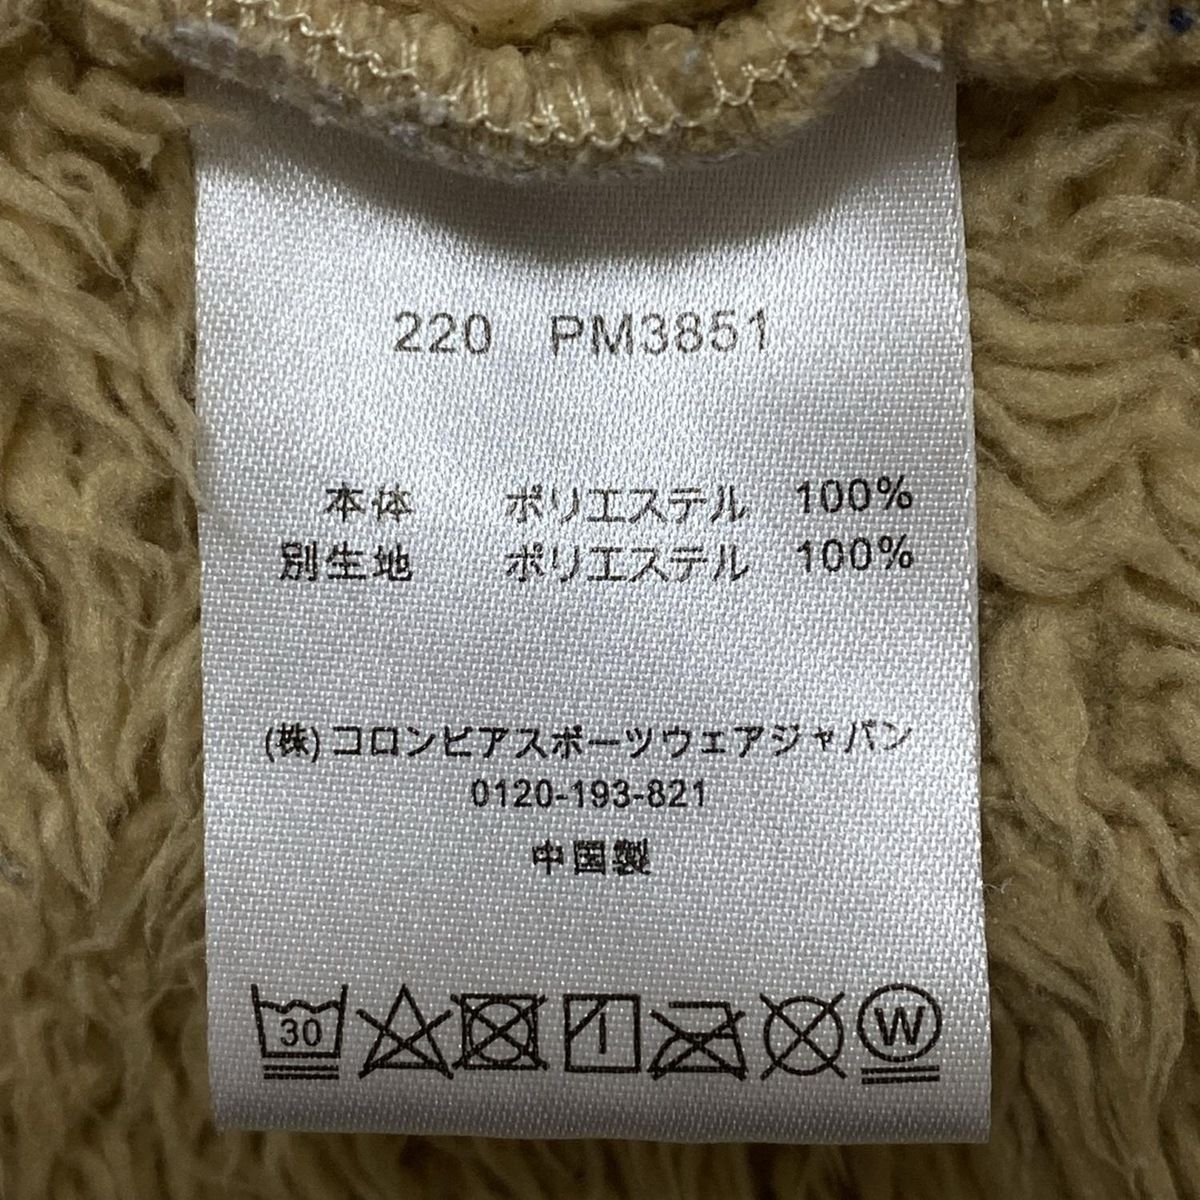 220 PM3851
本体 ポリエステル 100%
別生地 ポリエステル 100%
(株)コロンビアスポーツウェアジャパン
0120-193-821
中国製
30 W